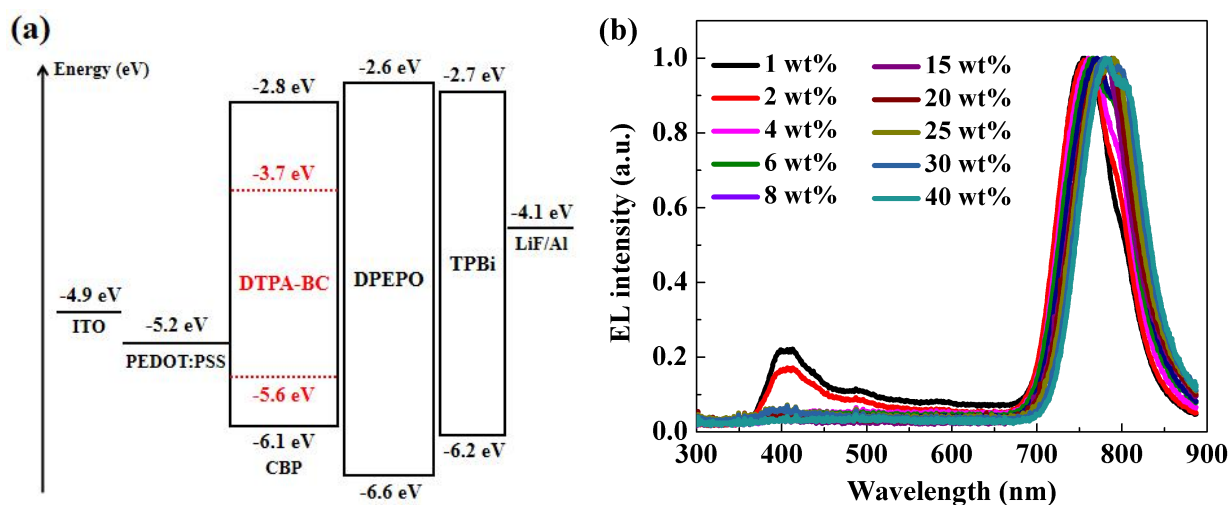 (a)
Energy (eV)
-2.8 eV
-2.6 eV
-2.7 eV
-3.7 eV
-4.1 eV
LiF/Al
DTPA-BC
DPEPO
TPBi
-4.9 eV
ITO
-5.2 eV
PEDOT:PSS
-5.6 eV
-6.1 eV
CBP
-6.2 eV
-6.6 eV
(b)
1 wt%
2 wt%
4 wt%
6 wt%
8 wt%
15 wt%
20 wt%
25 wt%
30 wt%
40 wt%
EL intensity (a.u.)
1.0
0.8
0.6
0.4
0.2
0.0
300 400 500 600 700 800 900
Wavelength (nm)